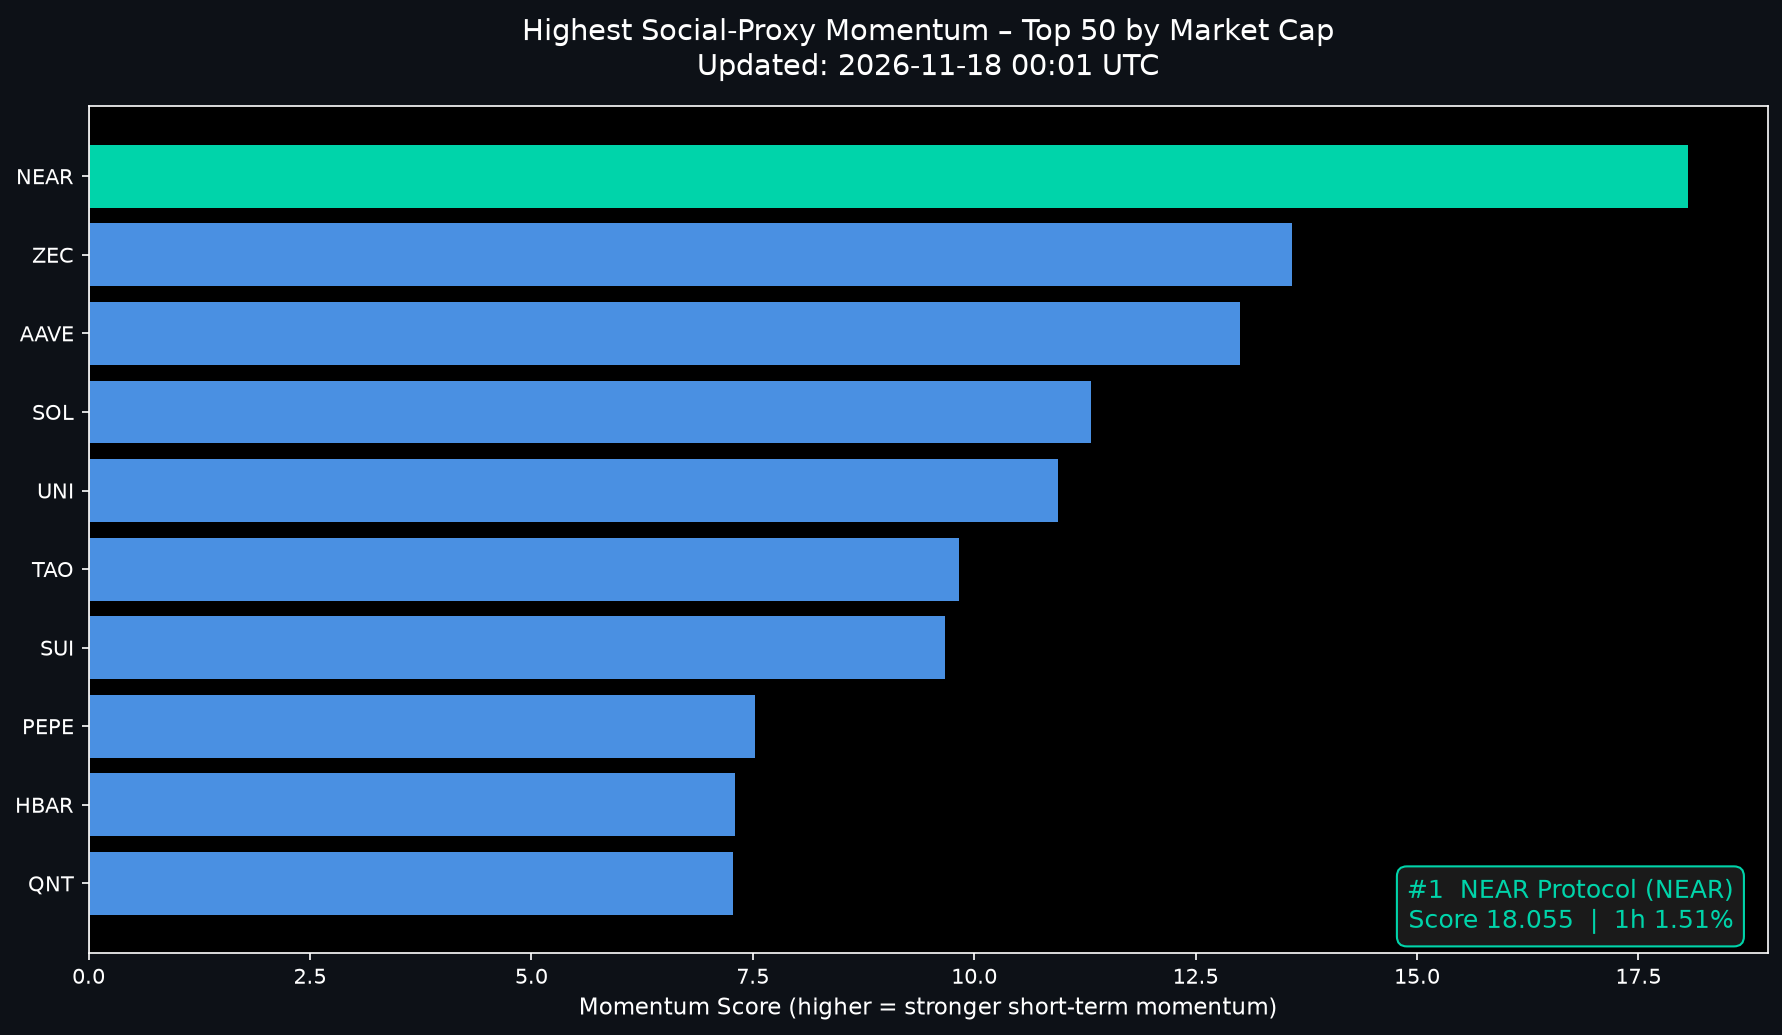 Highest Social-Proxy Momentum – Top 50 by Market Cap
Updated: 2026-11-18 00:01 UTC
NEAR
ZEC
AAVE
SOL
UNI
TAO
SUI
PEPE
HBAR
QNT
#1  NEAR Protocol (NEAR)
Score 18.055  |  1h 1.51%
0.0 2.5 5.0 7.5 10.0 12.5 15.0 17.5
Momentum Score (higher = stronger short-term momentum)